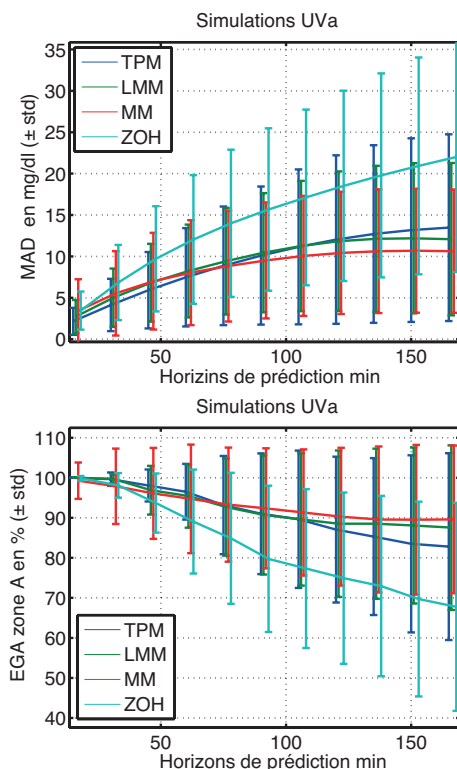 Simulations UVa
35
30
25
20
15
10
5
0
MAD en mg/dl (± std)
TPM
LMM
MM
ZOH
50
100
150
Horizins de prédiction min
Simulations UVa
110
100
90
80
70
60
50
40
EGA zone A en % (± std)
TPM
LMM
MM
ZOH
50
100
150
Horizons de prédiction min